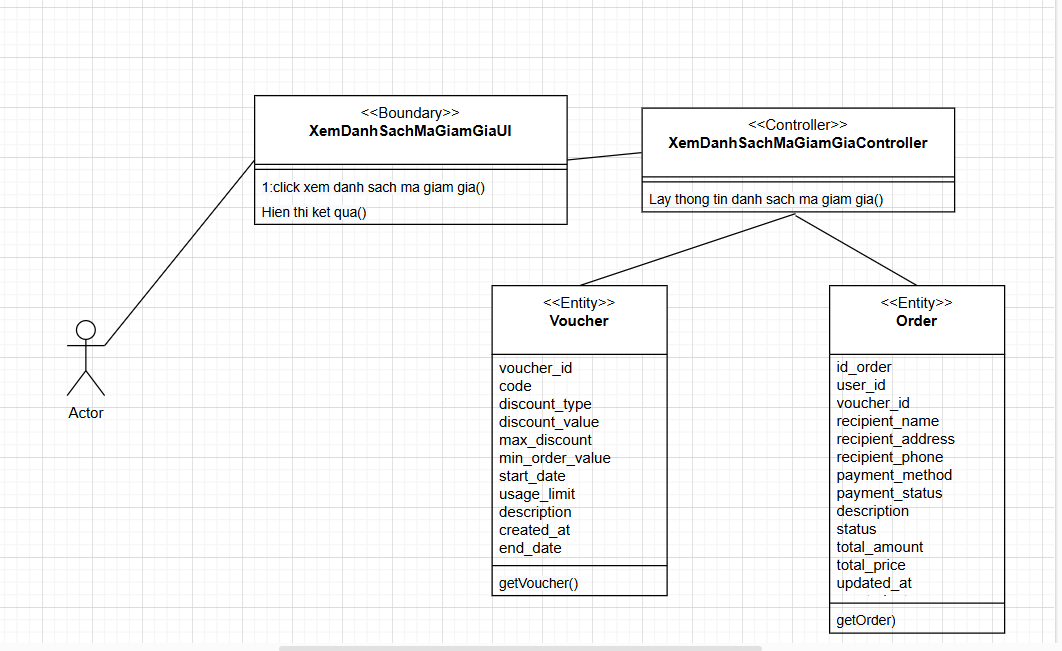 <<Boundary>>
XemDanhSachMaGiamGiaUI
1:click xem danh sach ma giam gia()
Hien thi ket qua()
<<Controller>>
XemDanhSachMaGiamGiaController
Lay thong tin danh sach ma giam gia()
Actor
<<Entity>>
Voucher
voucher_id
code
discount_type
discount_value
max_discount
min_order_value
start_date
usage_limit
description
created_at
end_date
getVoucher()
<<Entity>>
Order
id_order
user_id
voucher_id
recipient_name
recipient_address
recipient_phone
payment_method
payment_status
description
status
total_amount
total_price
updated_at
getOrder)